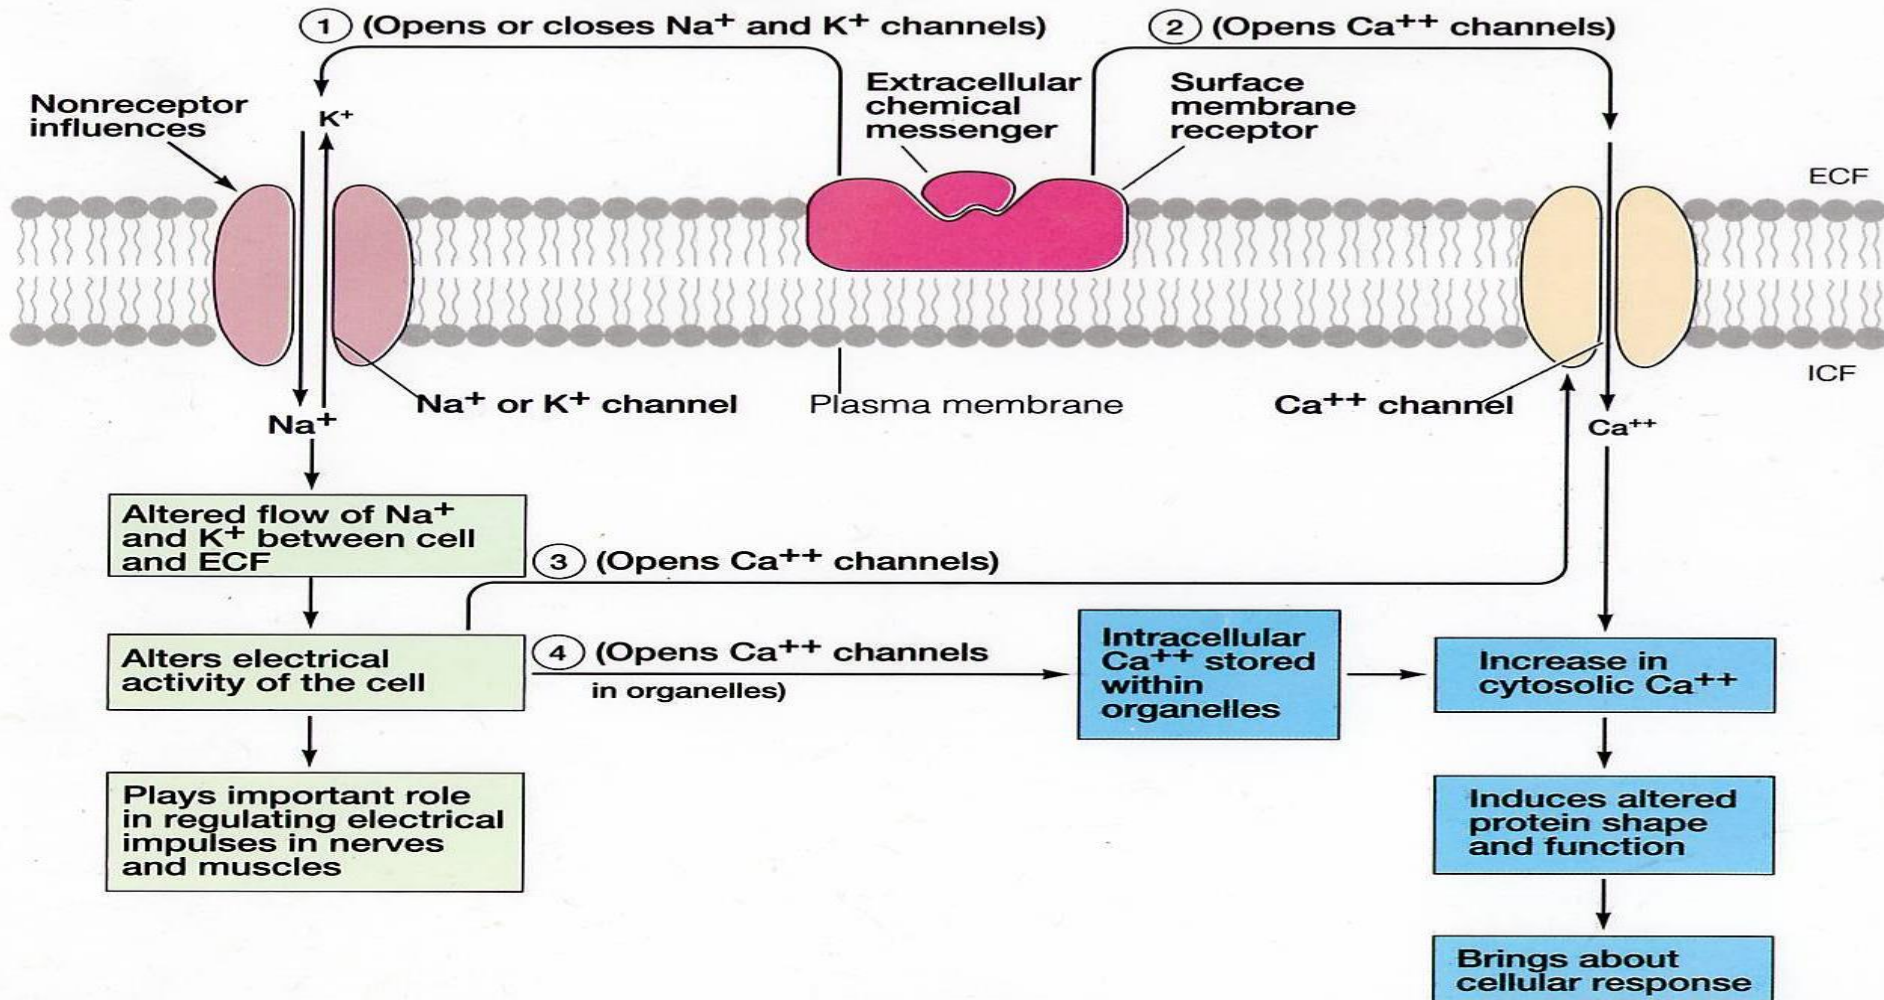 1 (Opens or closes Na+ and K+ channels)
2 (Opens Ca++ channels)
Nonreceptor
influences
K+
Extracellular
chemical
messenger
Surface
membrane
receptor
ECF
ICF
Na+ or K+ channel
Plasma membrane
Ca++ channel
Na+
Ca++
Altered flow of Na+
and K+ between cell
and ECF
3 (Opens Ca++ channels)
Alters electrical
activity of the cell
4 (Opens Ca++ channels
in organelles)
Intracellular
Ca++ stored
within
organelles
Increase in
cytosolic Ca++
Plays important role
in regulating electrical
impulses in nerves
and muscles
Induces altered
protein shape
and function
Brings about
cellular response